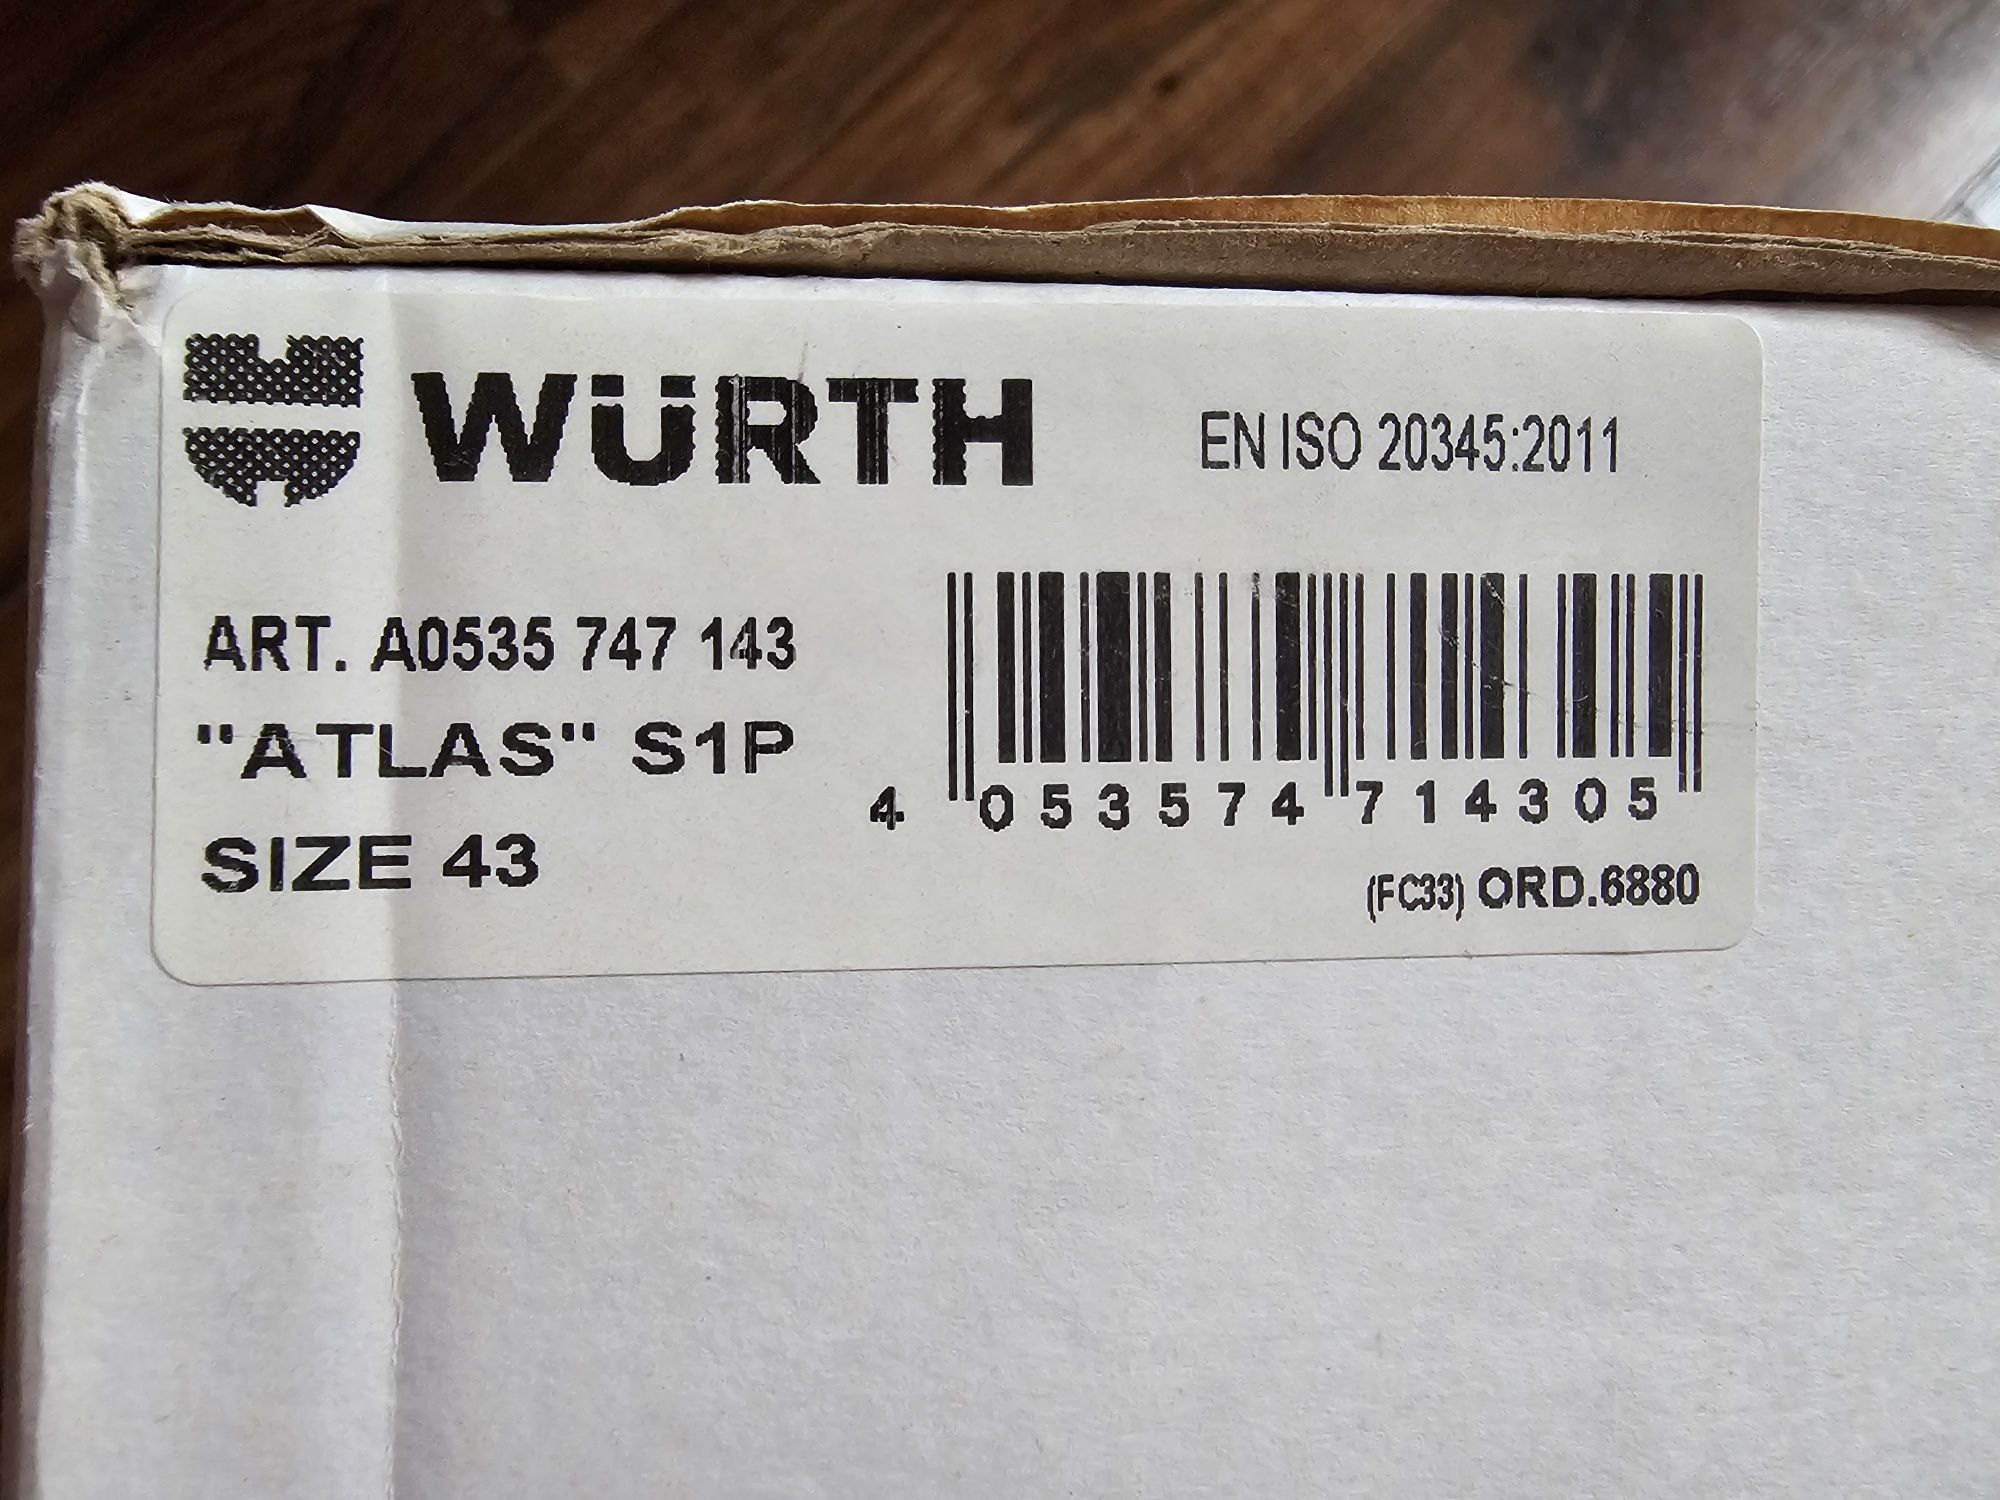 WÜRTH
EN ISO 20345:2011
ART. A0535 747 143
"ATLAS" S1P
SIZE 43
4 053574 714305
(FC33) ORD.6880